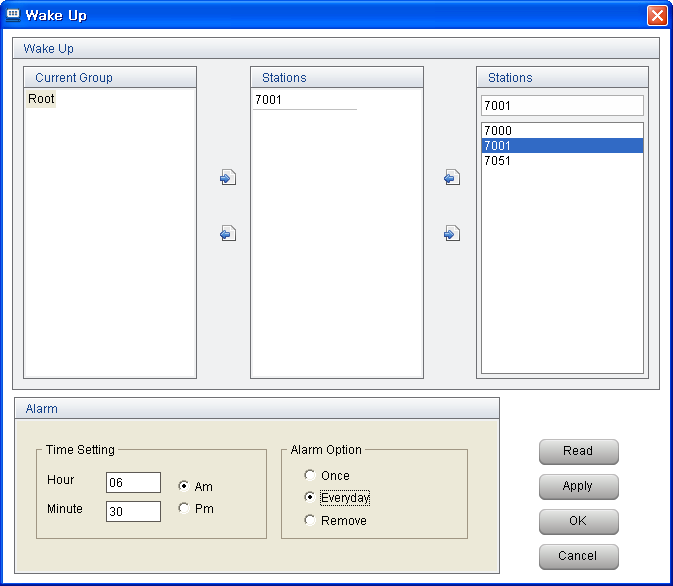 Wake Up
Wake Up
Current Group
Root
Stations
7001
Stations
7001
7000
7001
7051
Alarm
Time Setting
Hour 06
Am
Minute 30
Pm
Alarm Option
Once
Everyday
Remove
Read
Apply
OK
Cancel